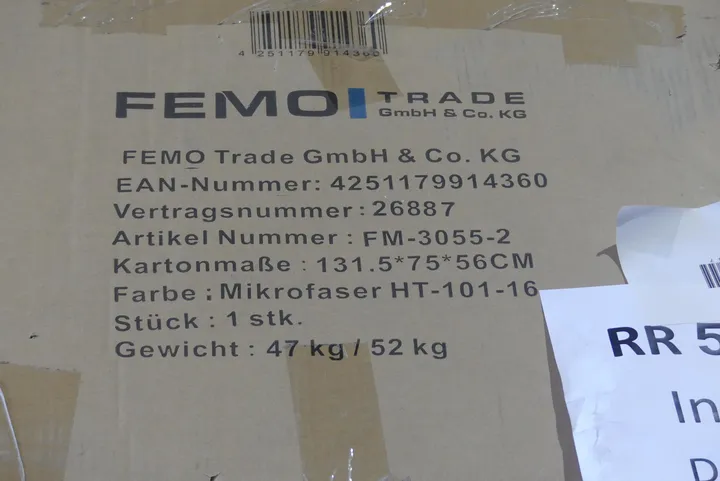 4 251179 914360
FEMO TRADE
GmbH & Co. KG
FEMO Trade GmbH & Co. KG
EAN-Nummer: 4251179914360
Vertragsnummer: 26887
Artikel Nummer : FM-3055-2
Kartonmaße : 131.5*75*56CM
Farbe : Mikrofaser HT-101-16
Stück : 1 stk.
Gewicht : 47 kg / 52 kg
RR 5
In
D